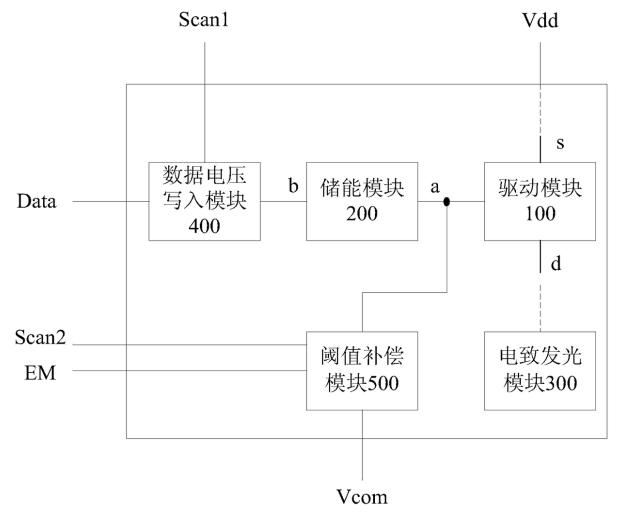 Scan1
Vdd
s
数据电压
写入模块
400
b
储能模块
200
a
驱动模块
100
Data
d
Scan2
EM
阈值补偿
模块500
电致发光
模块300
Vcom